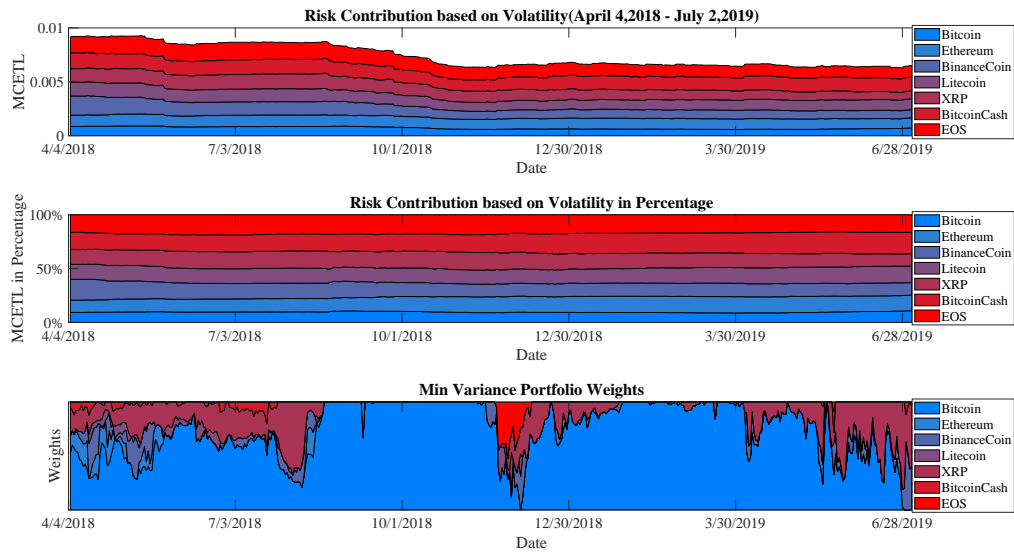 Risk Contribution based on Volatility(April 4,2018 - July 2,2019)
0.01
0.005
0
MCETL
4/4/2018 7/3/2018 10/1/2018 12/30/2018 3/30/2019 6/28/2019
Date
Bitcoin
Ethereum
BinanceCoin
Litecoin
XRP
BitcoinCash
EOS
Risk Contribution based on Volatility in Percentage
100%
50%
0%
MCETL in Percentage
4/4/2018 7/3/2018 10/1/2018 12/30/2018 3/30/2019 6/28/2019
Date
Bitcoin
Ethereum
BinanceCoin
Litecoin
XRP
BitcoinCash
EOS
Min Variance Portfolio Weights
Weights
4/4/2018 7/3/2018 10/1/2018 12/30/2018 3/30/2019 6/28/2019
Date
Bitcoin
Ethereum
BinanceCoin
Litecoin
XRP
BitcoinCash
EOS